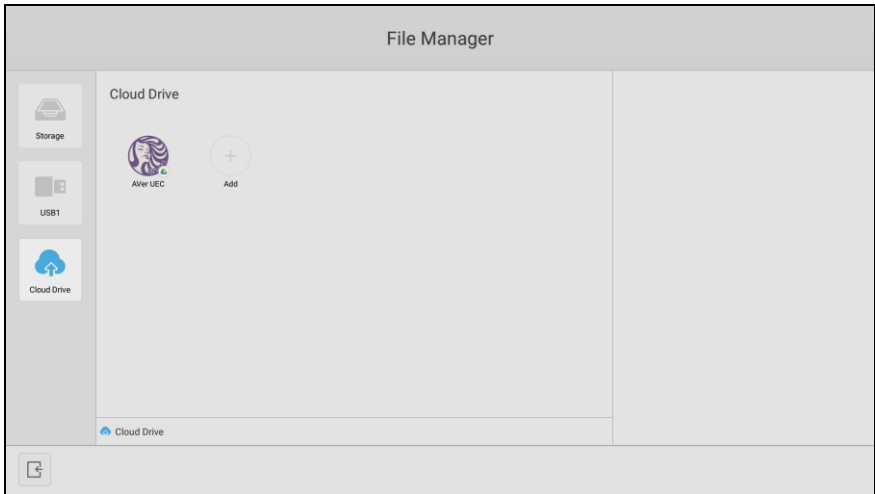 File Manager
Storage
USB1
Cloud Drive
Cloud Drive
AVer UEC
Add
Cloud Drive